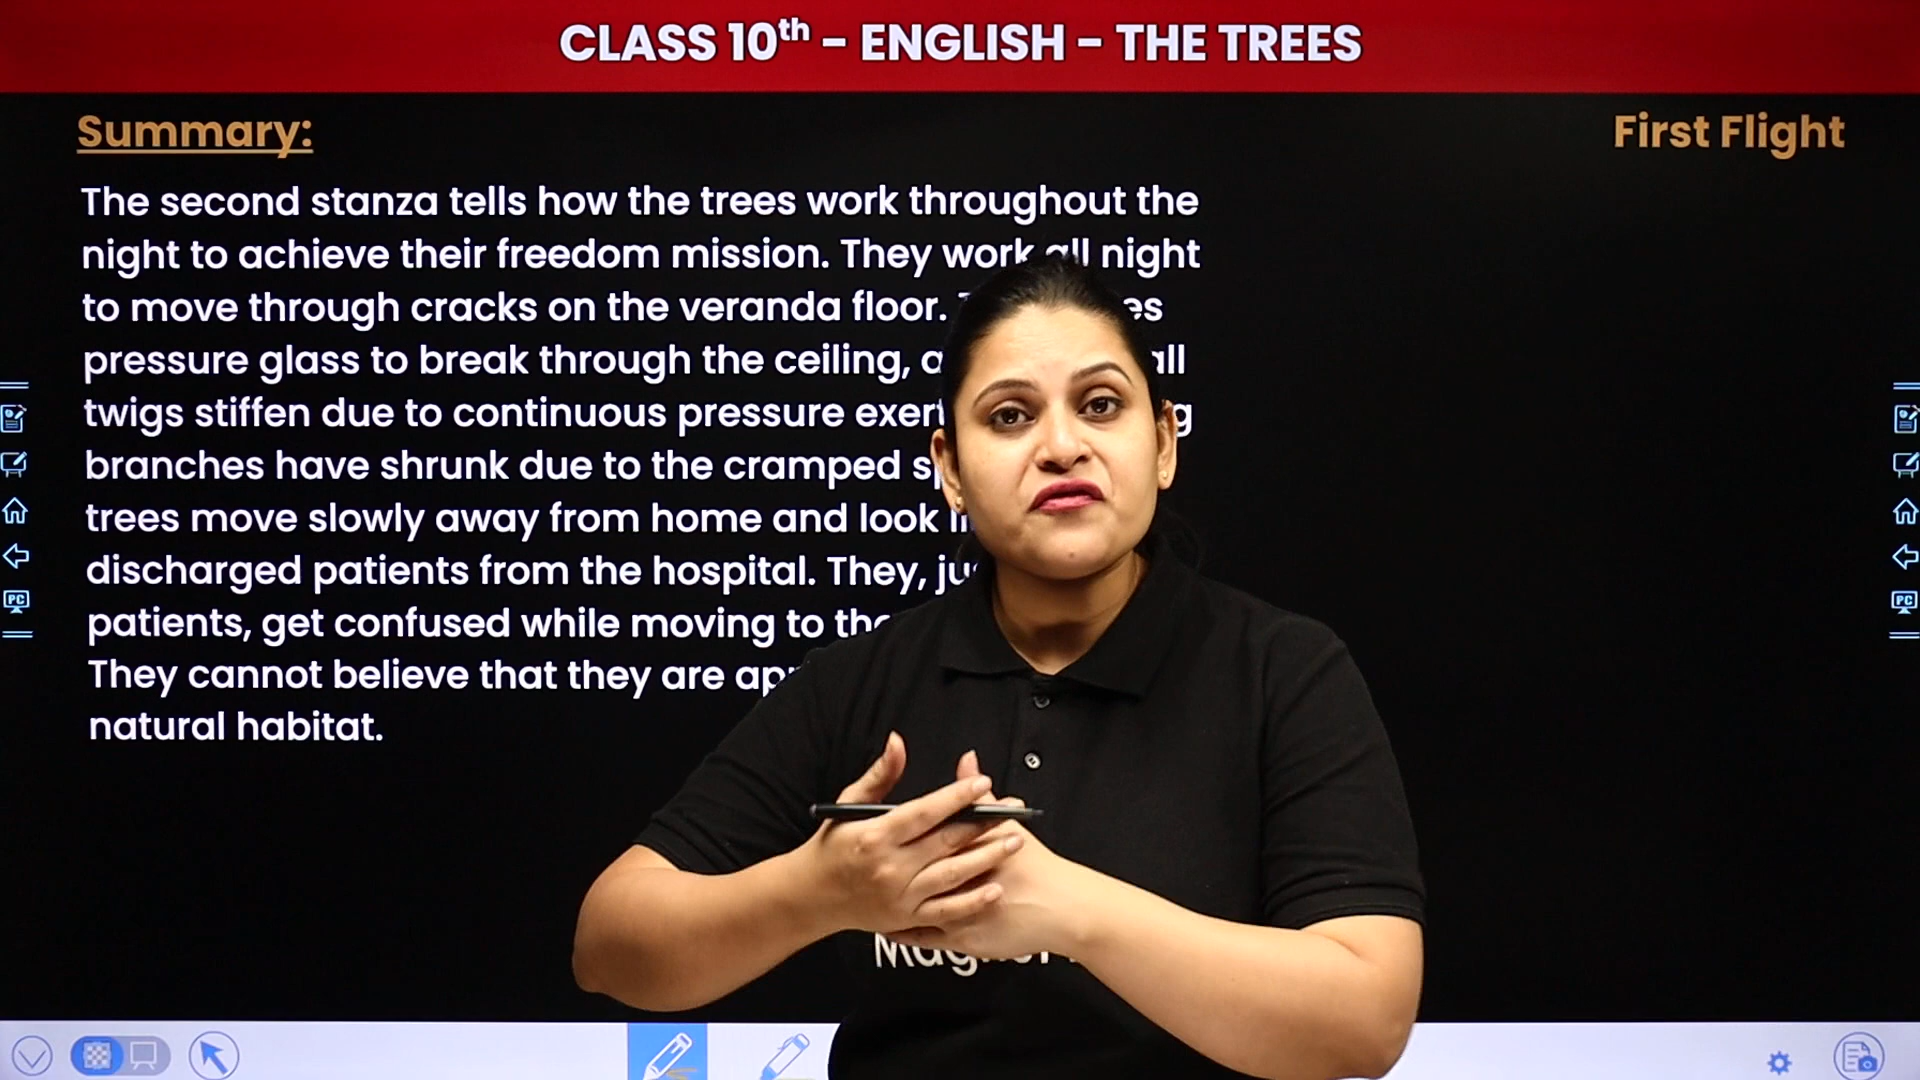 CLASS 10th - ENGLISH - THE TREES
Summary:
First Flight
The second stanza tells how the trees work throughout the
night to achieve their freedom mission. They work all night
to move through cracks on the veranda floor.
pressure glass to break through the ceiling,
twigs stiffen due to continuous pressure
branches have shrunk due to the cramped
trees move slowly away from home and look
discharged patients from the hospital. They,
patients, get confused while moving to
They cannot believe that they are
natural habitat.
PC
PC